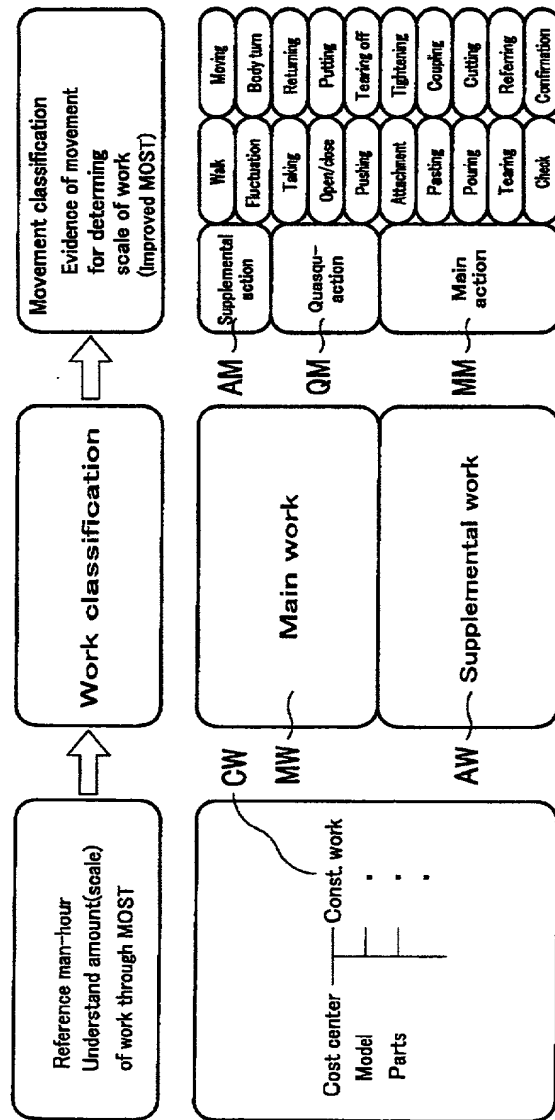 Reference man-hour
Understand amount(scale)
of work through MOST
Work classification
Movement classification
Evidence of movement
for determining
scale of work
(Improved MOST)
Cost center
Const. work
Model
Parts
CW
MW
Main work
AW
Supplemental work
AM
Supplemental
action
QM
Quasqu-
action
MM
Main
action
Walk
Moving
Fluctuation
Body turn
Taking
Returning
Open/close
Putting
Pushing
Tearing off
Attachment
Tightening
Pasting
Coupling
Pouring
Cutting
Tearing
Referring
Check
Confirmation